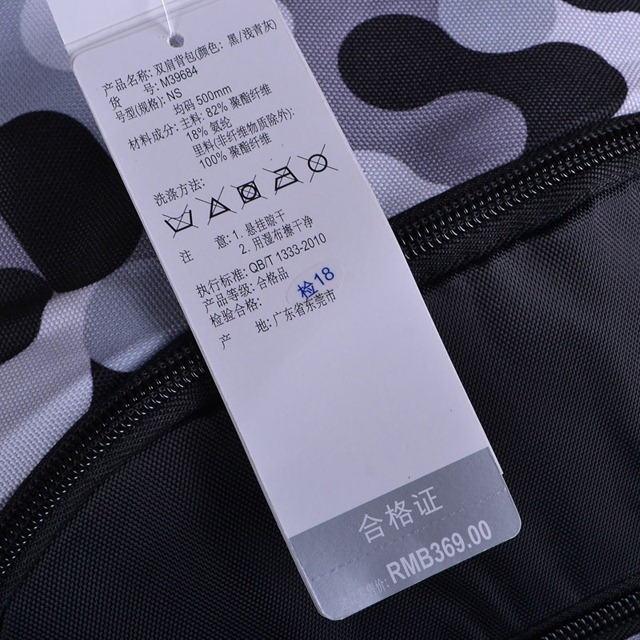 产品名称: 双肩背包(颜色: 黑/浅青灰)
货 号: M39684
号型(规格): NS
均码 500mm
材料成分: 主料: 82% 聚酯纤维
18% 氨纶
里料(非纤维物质除外):
100% 聚酯纤维
洗涤方法:
注 意: 1. 悬挂晾干
2. 用湿布擦干净
执行标准: QB/T 1333-2010
产品等级: 合格品
检验合格: 检18
产 地: 广东省东莞市
合格证
RMB369.00